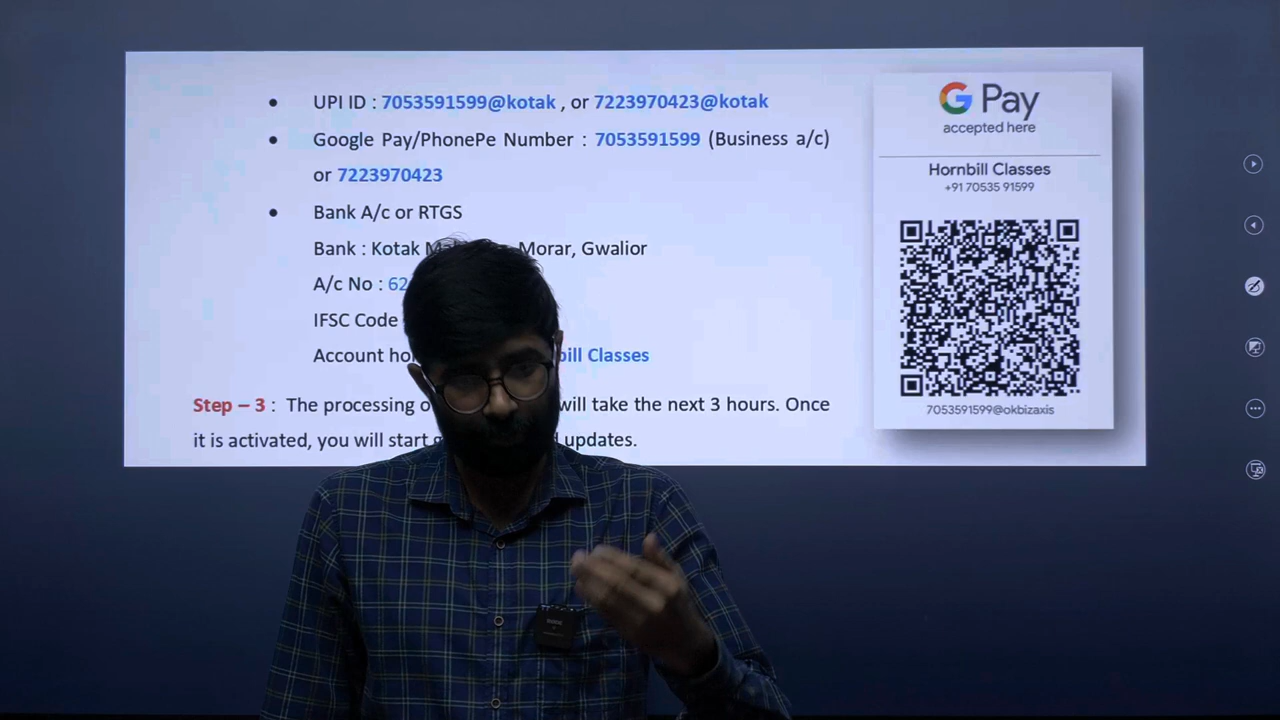 UPI ID : 7053591599@kotak , or 7223970423@kotak
Google Pay/PhonePe Number : 7053591599 (Business a/c)
or 7223970423
Bank A/c or RTGS
Bank : Kotak Morar, Gwalior
A/c No : 62
IFSC Code
Account Classes
Step – 3 : The processing will take the next 3 hours. Once
it is activated, you will start updates.
G Pay
accepted here
Hornbill Classes
+91 70535 91599
7053591599@okbizaxis